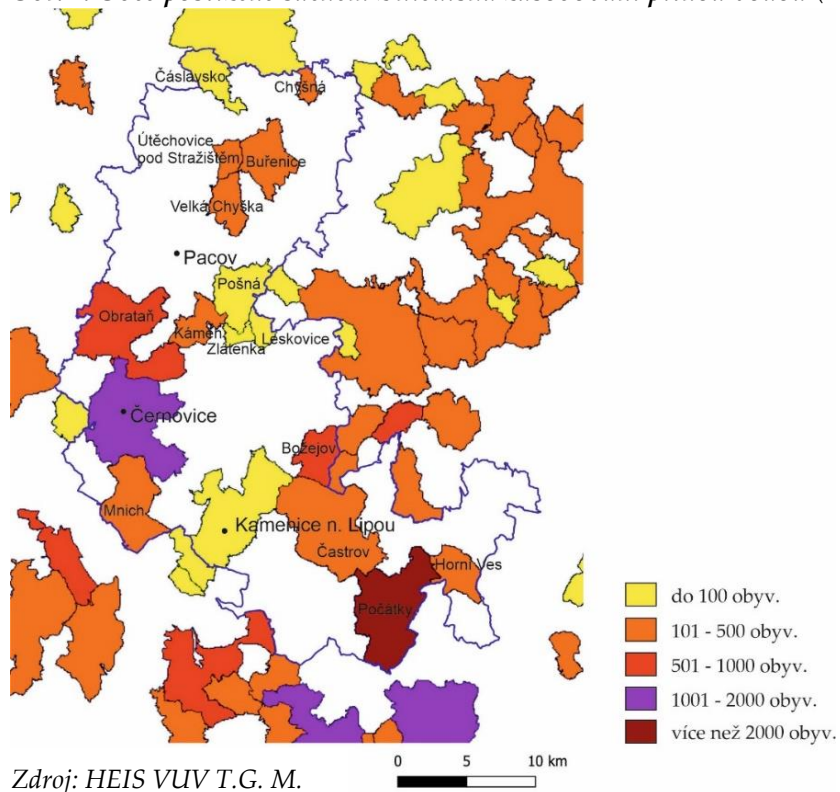 Čáslavsko
Chyšná
Útěchovice
pod Stražištěm
Buřenice
Velká Chyška
Pacov
Pošná
Obrataň
Kámen
Zlátenka
Leskovice
Černovice
Božejov
Mnich
Kamenice n. Lipou
Častrov
Horní Ves
Počátky
do 100 obyv.
101 - 500 obyv.
501 - 1000 obyv.
1001 - 2000 obyv.
více než 2000 obyv.
0 5 10 km
Zdroj: HEIS VUV T.G. M.